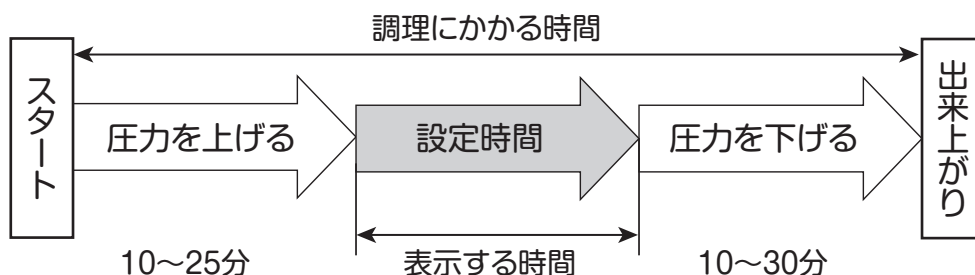 調理にかかる時間
スタート
圧力を上げる
設定時間
圧力を下げる
出来上がり
10〜25分
表示する時間
10〜30分